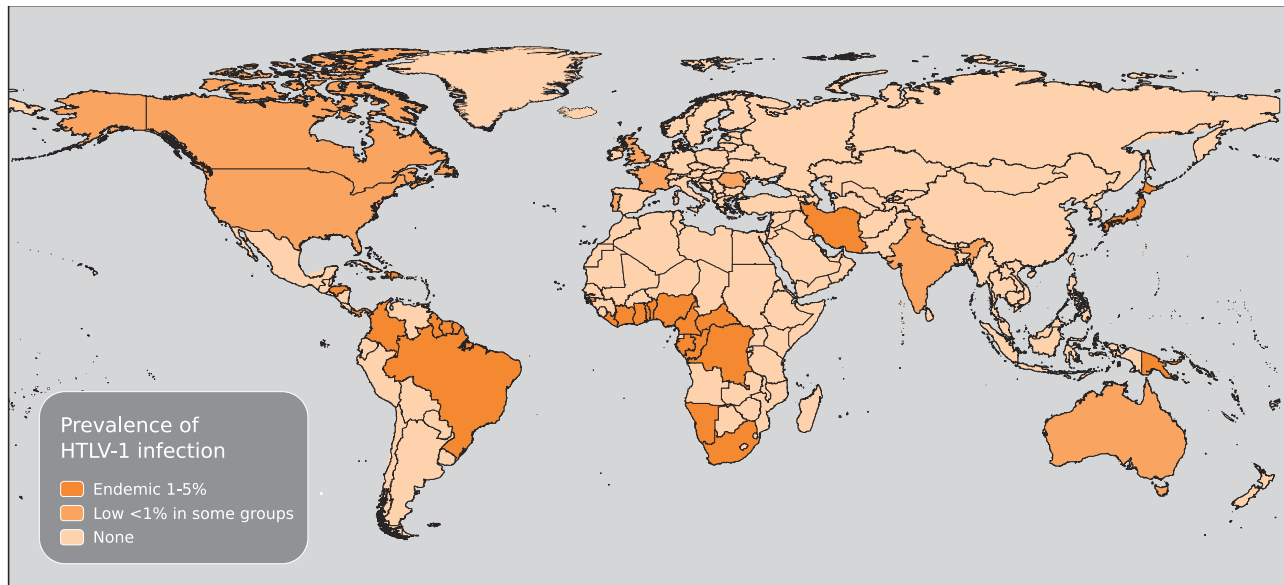 Prevalence of
HTLV-1 infection
Endemic 1-5%
Low <1% in some groups
None